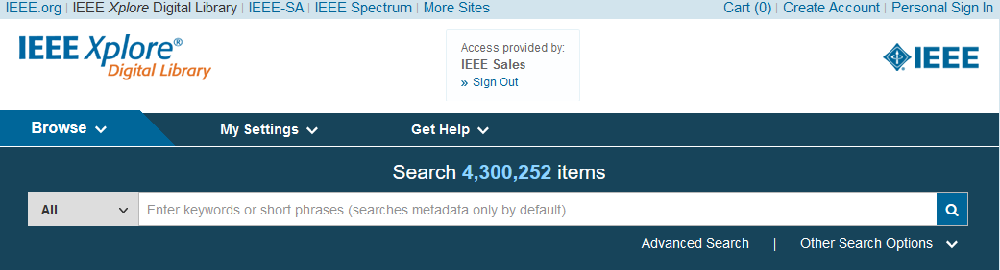 IEEE.org | IEEE Xplore Digital Library | IEEE-SA | IEEE Spectrum | More Sites
Cart (0) | Create Account | Personal Sign In
IEEE Xplore®
Digital Library
Access provided by:
IEEE Sales
» Sign Out
IEEE
Browse
My Settings
Get Help
Search 4,300,252 items
All
Enter keywords or short phrases (searches metadata only by default)
Advanced Search | Other Search Options